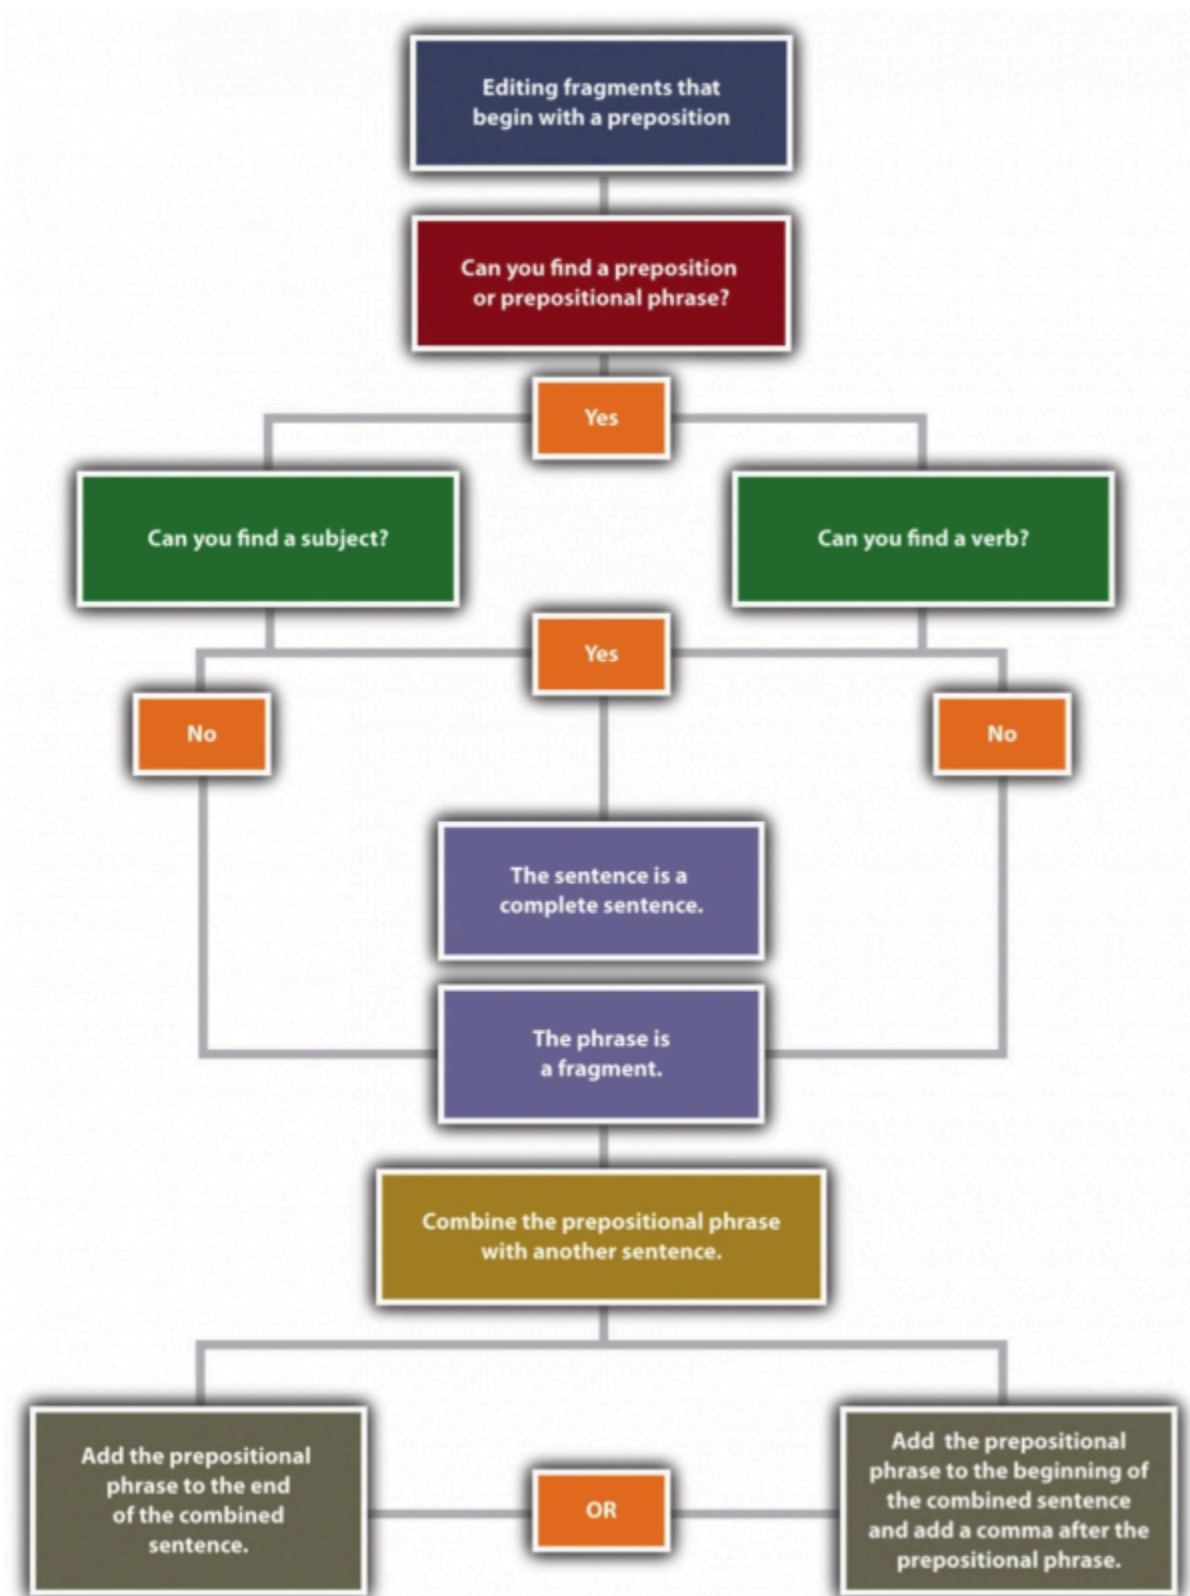 Editing fragments that
begin with a preposition
Can you find a preposition
or prepositional phrase?
Yes
Can you find a subject?
Can you find a verb?
Yes
No
No
The sentence is a
complete sentence.
The phrase is
a fragment.
Combine the prepositional phrase
with another sentence.
Add the prepositional
phrase to the end
of the combined
sentence.
OR
Add the prepositional
phrase to the beginning of
the combined sentence
and add a comma after the
prepositional phrase.